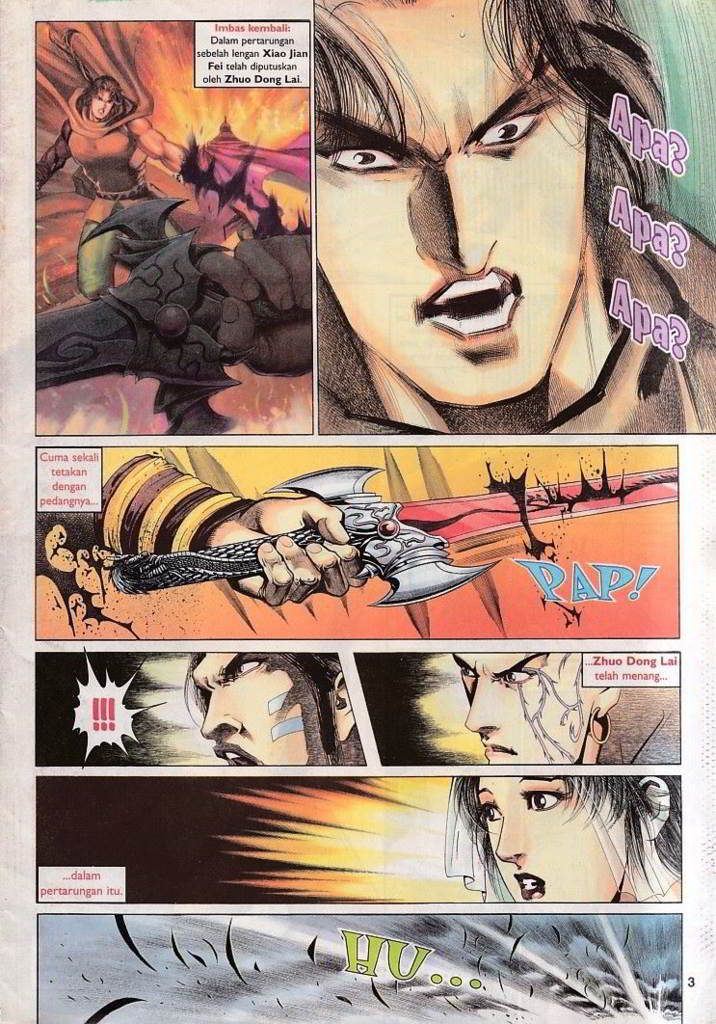 Imbas kembali:
Dalam pertarungan
sebelah lengan Xiao Jian
Fei telah diputuskan
oleh Zhuo Dong Lai.
Apa?
Apa?
Apa?
Cuma sekali
tetakan
dengan
pedangnya...
PAP!
!!!
...Zhuo Dong Lai
telah menang...
...dalam
pertarungan itu.
HU...
3